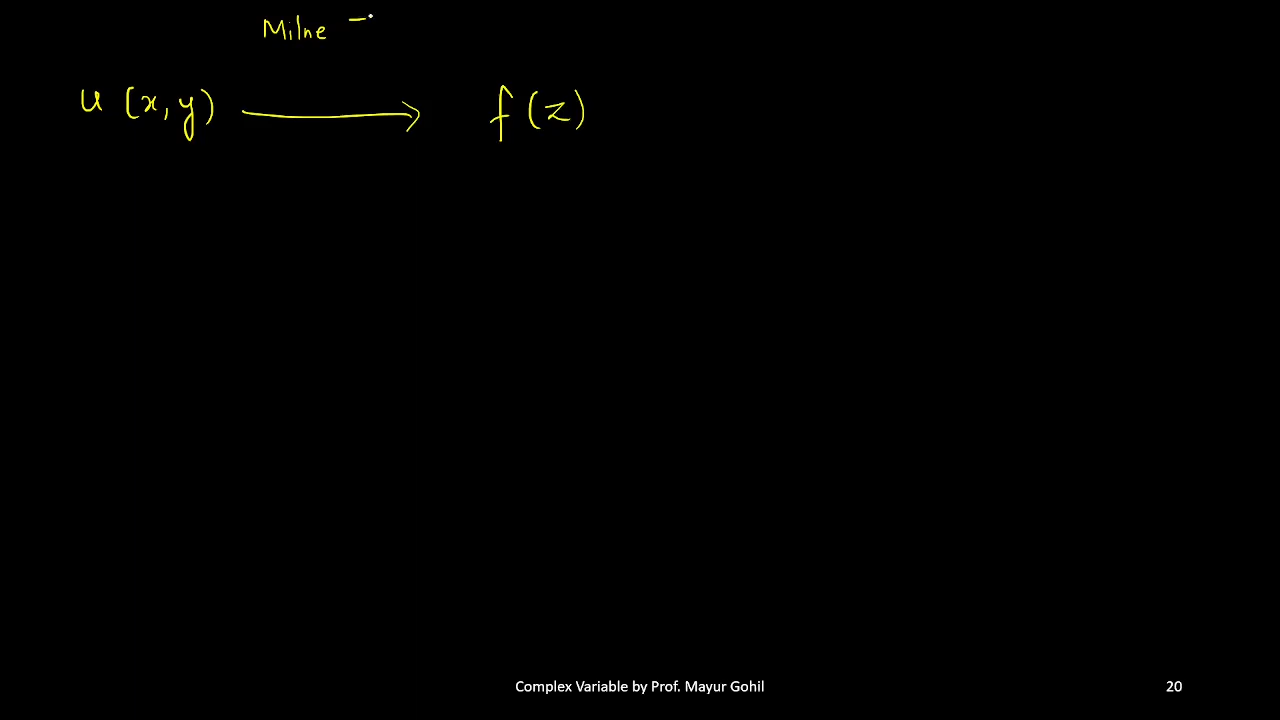 Milne -
u (x, y) ⟶ f (z)
Complex Variable by Prof. Mayur Gohil 20